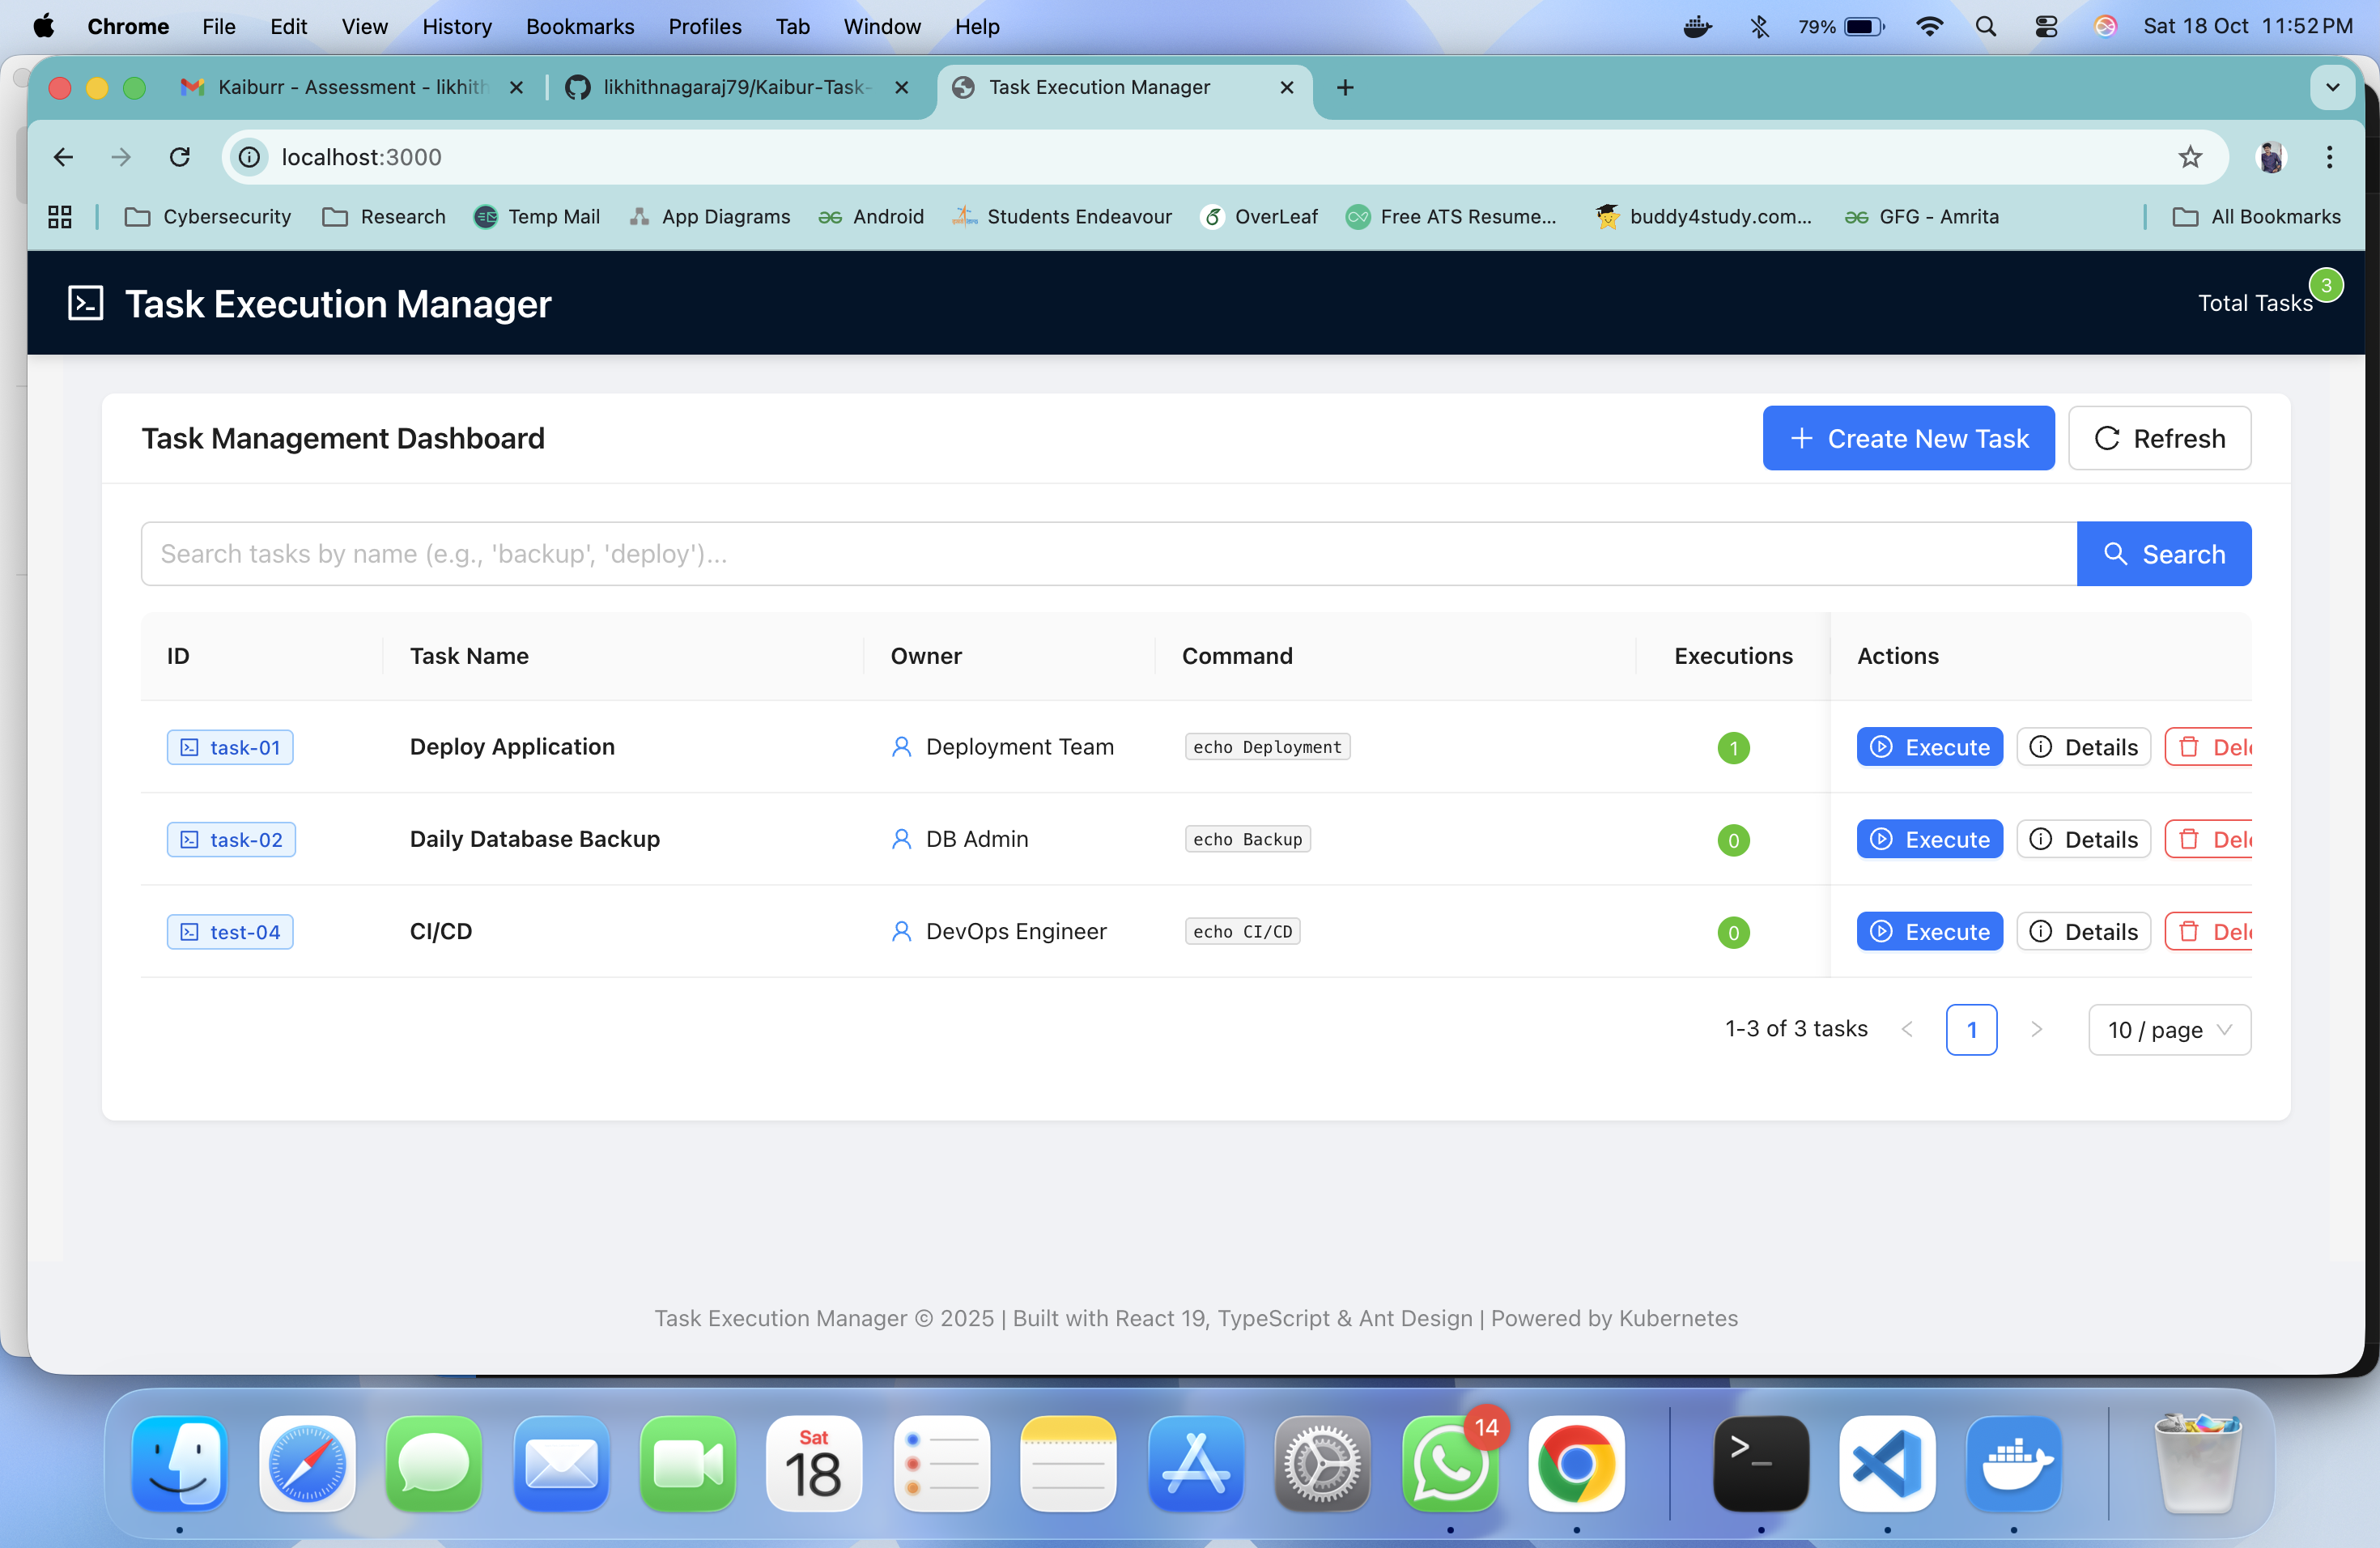 Chrome File Edit View History Bookmarks Profiles Tab Window Help 79% Sat 18 Oct 11:52 PM
Kaiburr - Assessment - likhith likhithnagaraj79/Kaibur-Task- Task Execution Manager
localhost:3000
Cybersecurity Research Temp Mail App Diagrams Android Students Endeavour OverLeaf Free ATS Resume... buddy4study.com... GFG - Amrita All Bookmarks
Task Execution Manager Total Tasks 3
Task Management Dashboard Create New Task Refresh
Search tasks by name (e.g., 'backup', 'deploy')... Search
ID Task Name Owner Command Executions Actions
task-01 Deploy Application Deployment Team echo Deployment 1 Execute Details Dele
task-02 Daily Database Backup DB Admin echo Backup 0 Execute Details Dele
test-04 CI/CD DevOps Engineer echo CI/CD 0 Execute Details Dele
1-3 of 3 tasks < 1 > 10 / page
Task Execution Manager © 2025 | Built with React 19, TypeScript & Ant Design | Powered by Kubernetes
Sat
18
14